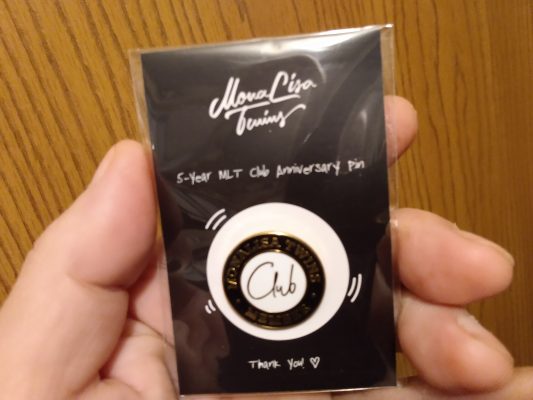 MonaLisa
Twins
5-Year MLT Club Anniversary Pin
MONALISA TWINS
Club
MEMBER
Thank You! ♡